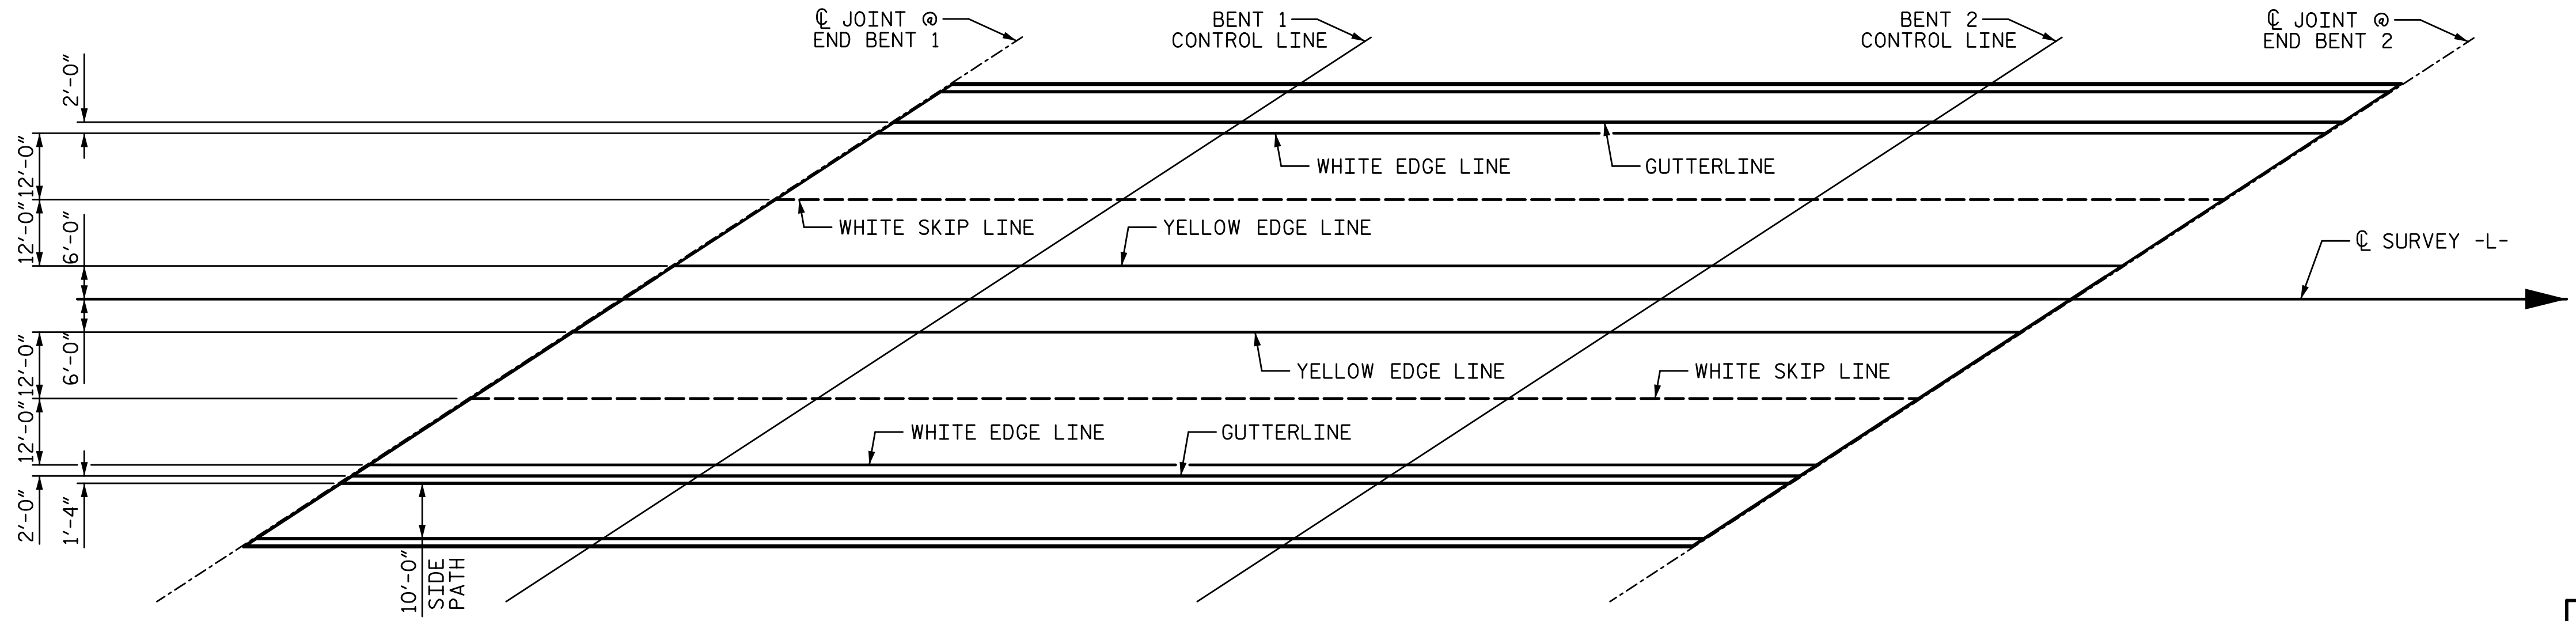 ℄ JOINT @
END BENT 1
BENT 1
CONTROL LINE
BENT 2
CONTROL LINE
℄ JOINT @
END BENT 2
2'-0"
12'-0"
12'-0"
6'-0"
WHITE EDGE LINE
GUTTERLINE
WHITE SKIP LINE
YELLOW EDGE LINE
℄ SURVEY -L-
6'-0"
12'-0"
12'-0"
YELLOW EDGE LINE
WHITE SKIP LINE
WHITE EDGE LINE
GUTTERLINE
2'-0"
1'-4"
10'-0"
SIDE
PATH